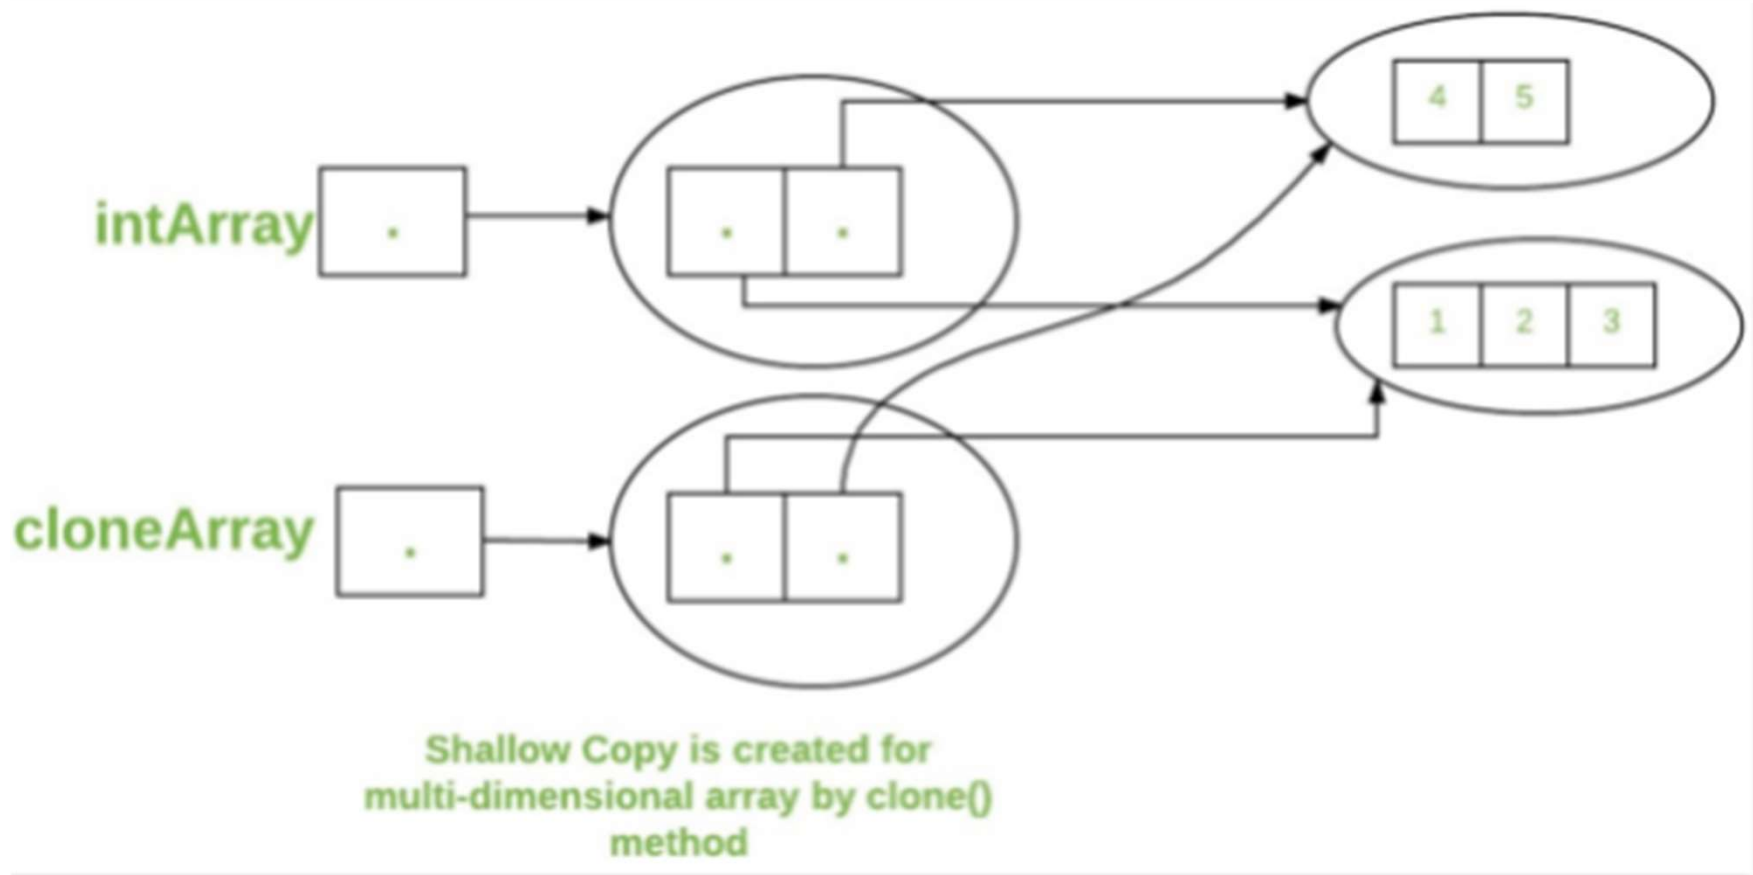 4 5
intArray
1 2 3
cloneArray
Shallow Copy is created for
multi-dimensional array by clone()
method